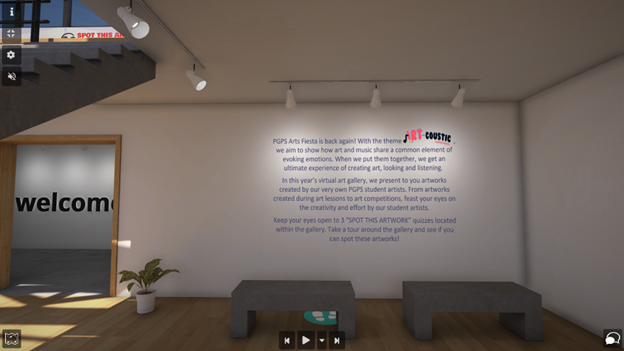 SPOT THIS AR
welcome
PGPS Arts Fiesta is back again! With the theme ART-COUSTIC,
we aim to show how art and music share a common element of
evoking emotions. When we put them together, we get an
ultimate experience of creating art, looking and listening.
In this year's virtual art gallery, we present to you artworks
created by our very own PGPS student artists. From artworks
created during art lessons to art competitions, feast your eyes on
the creativity and effort by our student artists.
Keep your eyes open to 3 "SPOT THIS ARTWORK" quizzes located
within the gallery. Take a tour around the gallery and see if you
can spot these artworks!